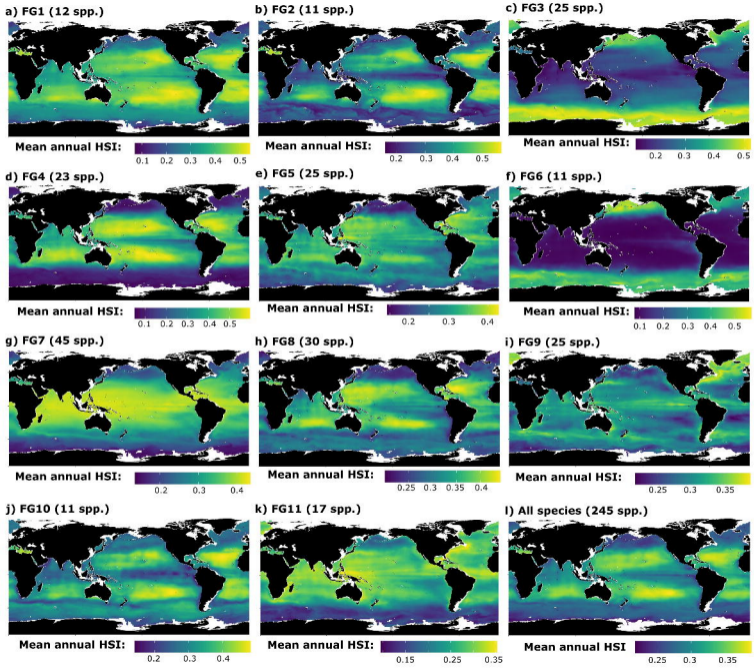 a) FG1 (12 spp.)
b) FG2 (11 spp.)
c) FG3 (25 spp.)
Mean annual HSI: 0.1 0.2 0.3 0.4 0.5
Mean annual HSI: 0.2 0.3 0.4 0.5
Mean annual HSI: 0.2 0.3 0.4 0.5
d) FG4 (23 spp.)
e) FG5 (25 spp.)
f) FG6 (11 spp.)
Mean annual HSI: 0.1 0.2 0.3 0.4 0.5
Mean annual HSI: 0.2 0.3 0.4
Mean annual HSI: 0.1 0.2 0.3 0.4 0.5
g) FG7 (45 spp.)
h) FG8 (30 spp.)
i) FG9 (25 spp.)
Mean annual HSI: 0.2 0.3 0.4
Mean annual HSI: 0.25 0.30 0.35 0.40
Mean annual HSI: 0.25 0.30 0.35
j) FG10 (11 spp.)
k) FG11 (17 spp.)
l) All species (245 spp.)
Mean annual HSI: 0.2 0.3 0.4
Mean annual HSI: 0.15 0.25 0.35
Mean annual HSI 0.2 0.3 0.35